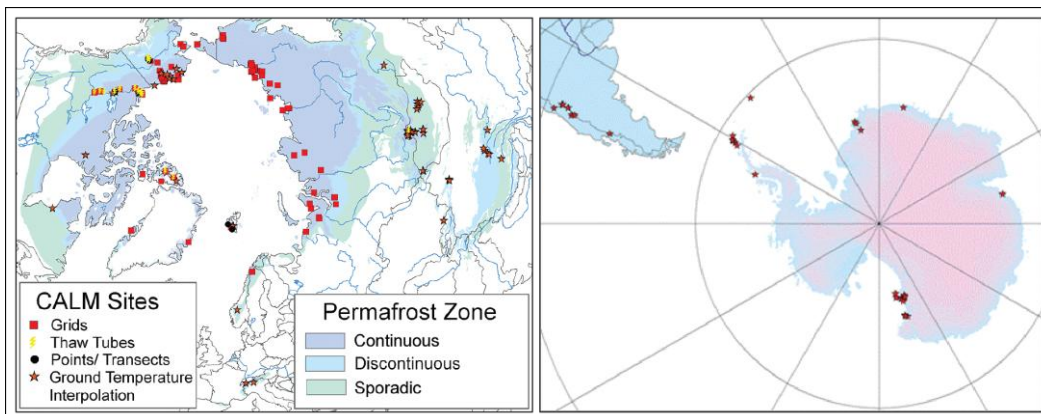 CALM Sites
Grids
Thaw Tubes
Points/ Transects
Ground Temperature
Interpolation
Permafrost Zone
Continuous
Discontinuous
Sporadic